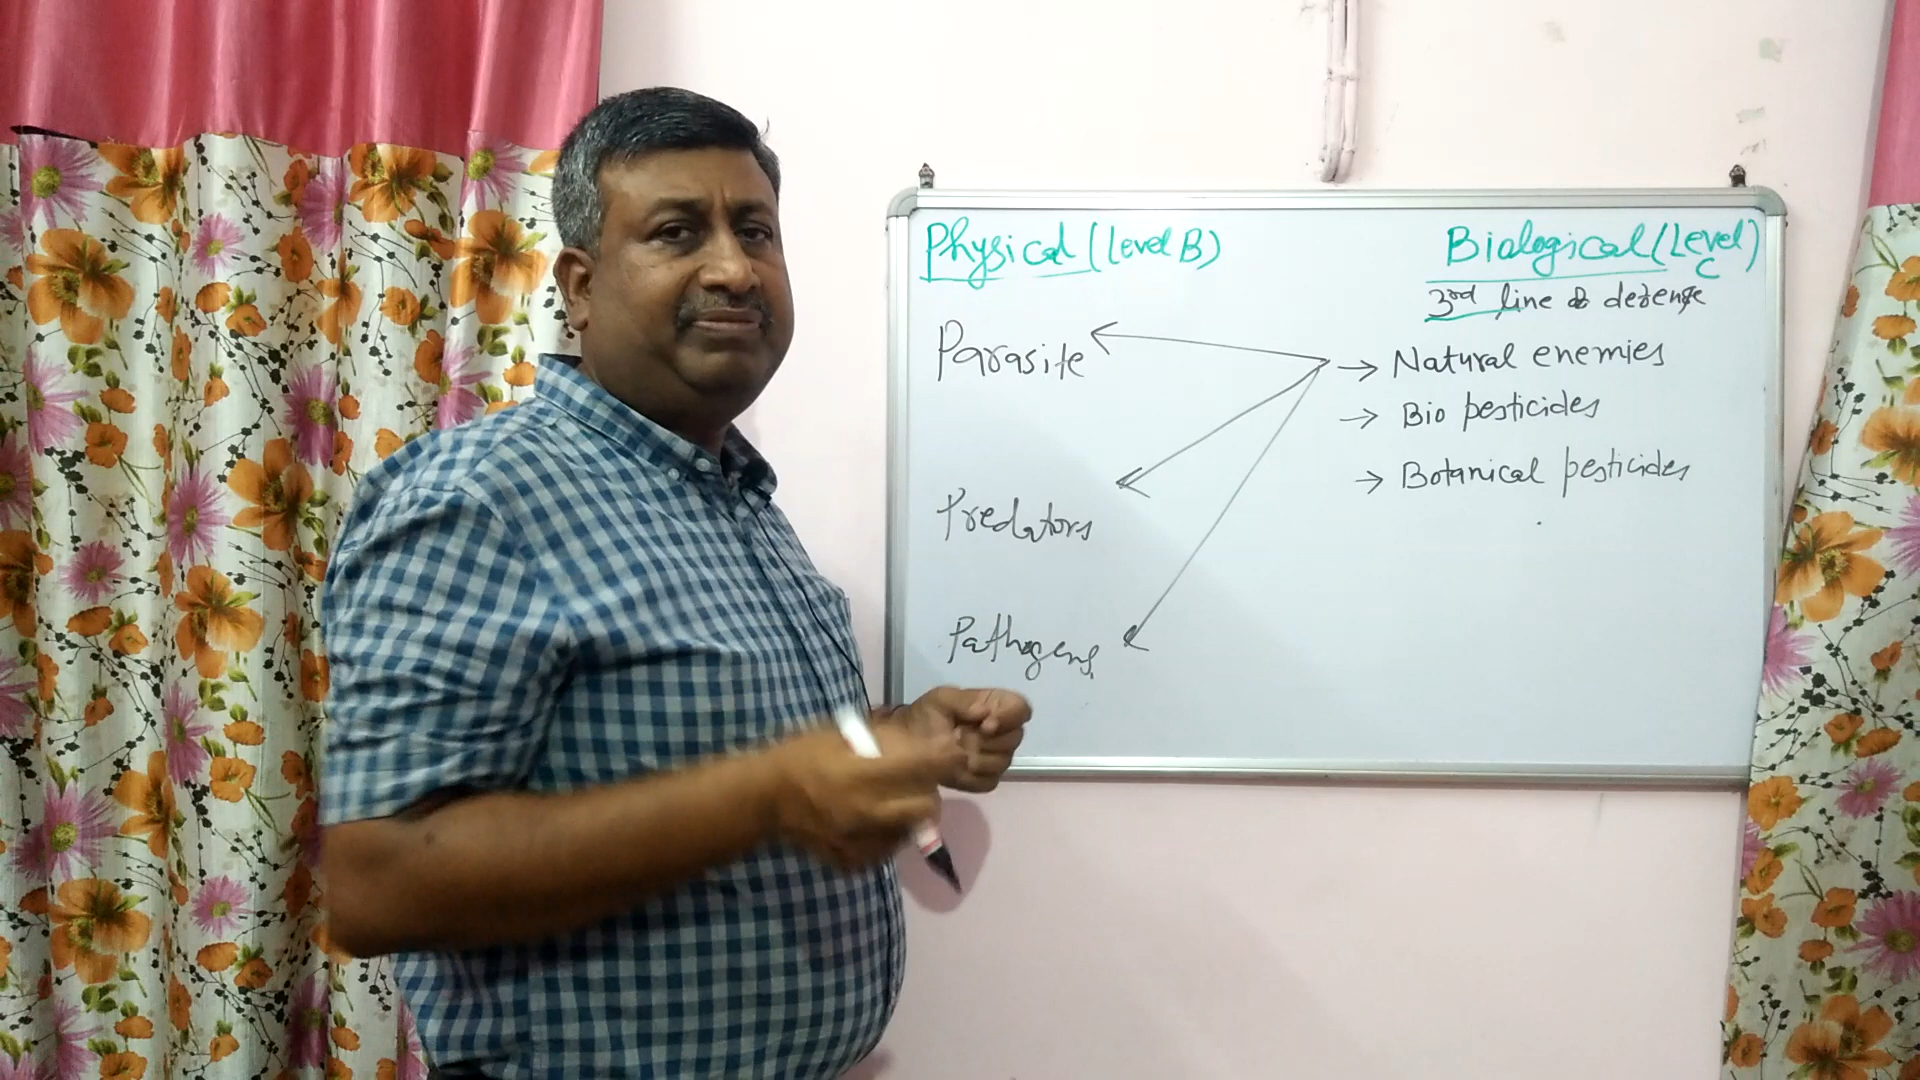 Physical (Level B)
Parasite
Predators
Pathogens
Biological (Level C)
3rd line of defense
→ Natural enemies
→ Bio pesticides
→ Botanical pesticides